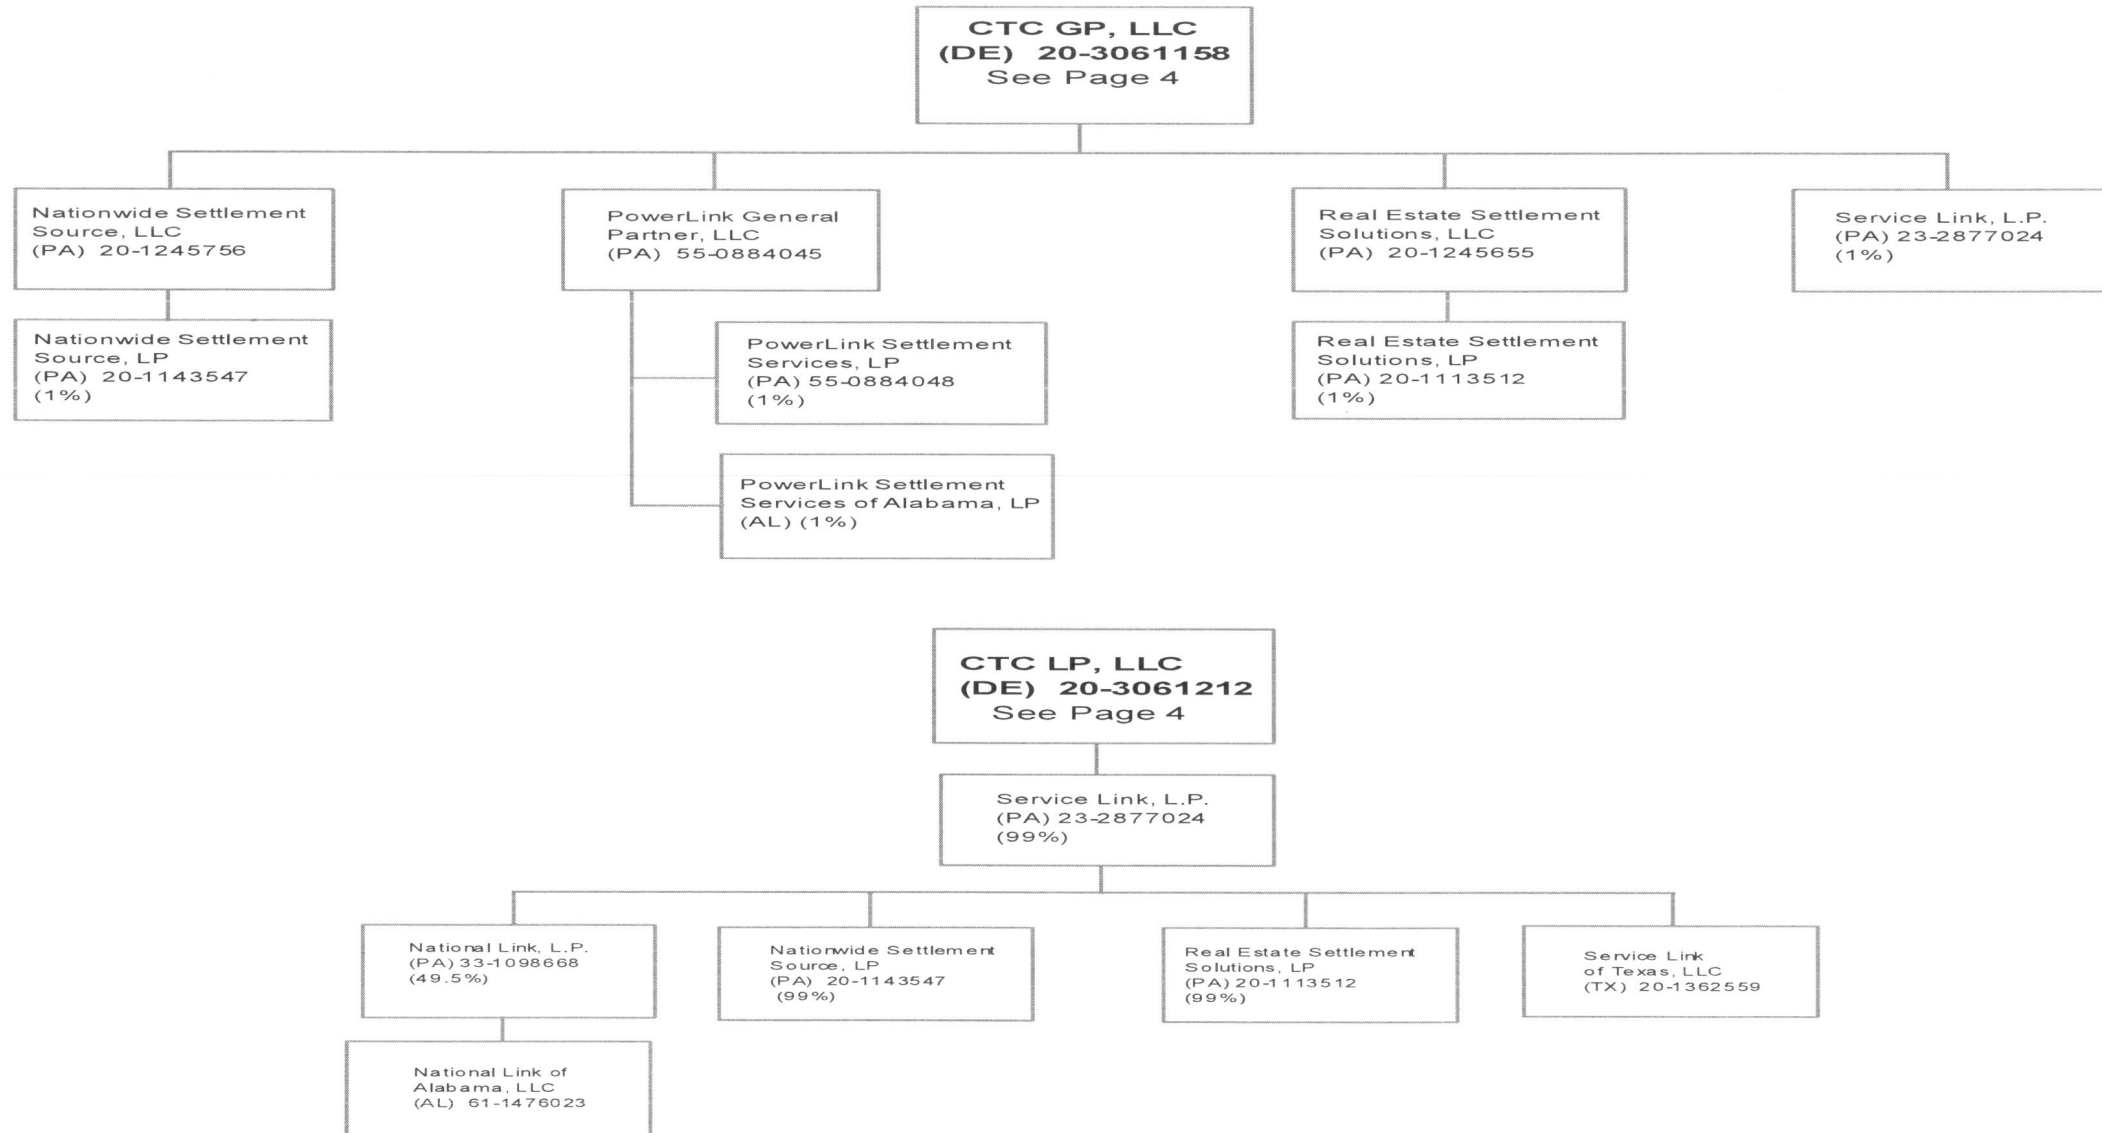 CTC GP, LLC
(DE) 20-3061158
See Page 4
Nationwide Settlement
Source, LLC
(PA) 20-1245756
PowerLink General
Partner, LLC
(PA) 55-0884045
Real Estate Settlement
Solutions, LLC
(PA) 20-1245655
Service Link, L.P.
(PA) 23-2877024
(1%)
Nationwide Settlement
Source, LP
(PA) 20-1143547
(1%)
PowerLink Settlement
Services, LP
(PA) 55-0884048
(1%)
Real Estate Settlement
Solutions, LP
(PA) 20-1113512
(1%)
PowerLink Settlement
Services of Alabama, LP
(AL) (1%)
CTC LP, LLC
(DE) 20-3061212
See Page 4
Service Link, L.P.
(PA) 23-2877024
(99%)
National Link, L.P.
(PA) 33-1098668
(49.5%)
Nationwide Settlement
Source, LP
(PA) 20-1143547
(99%)
Real Estate Settlement
Solutions, LP
(PA) 20-1113512
(99%)
Service Link
of Texas, LLC
(TX) 20-1362559
National Link of
Alabama, LLC
(AL) 61-1476023